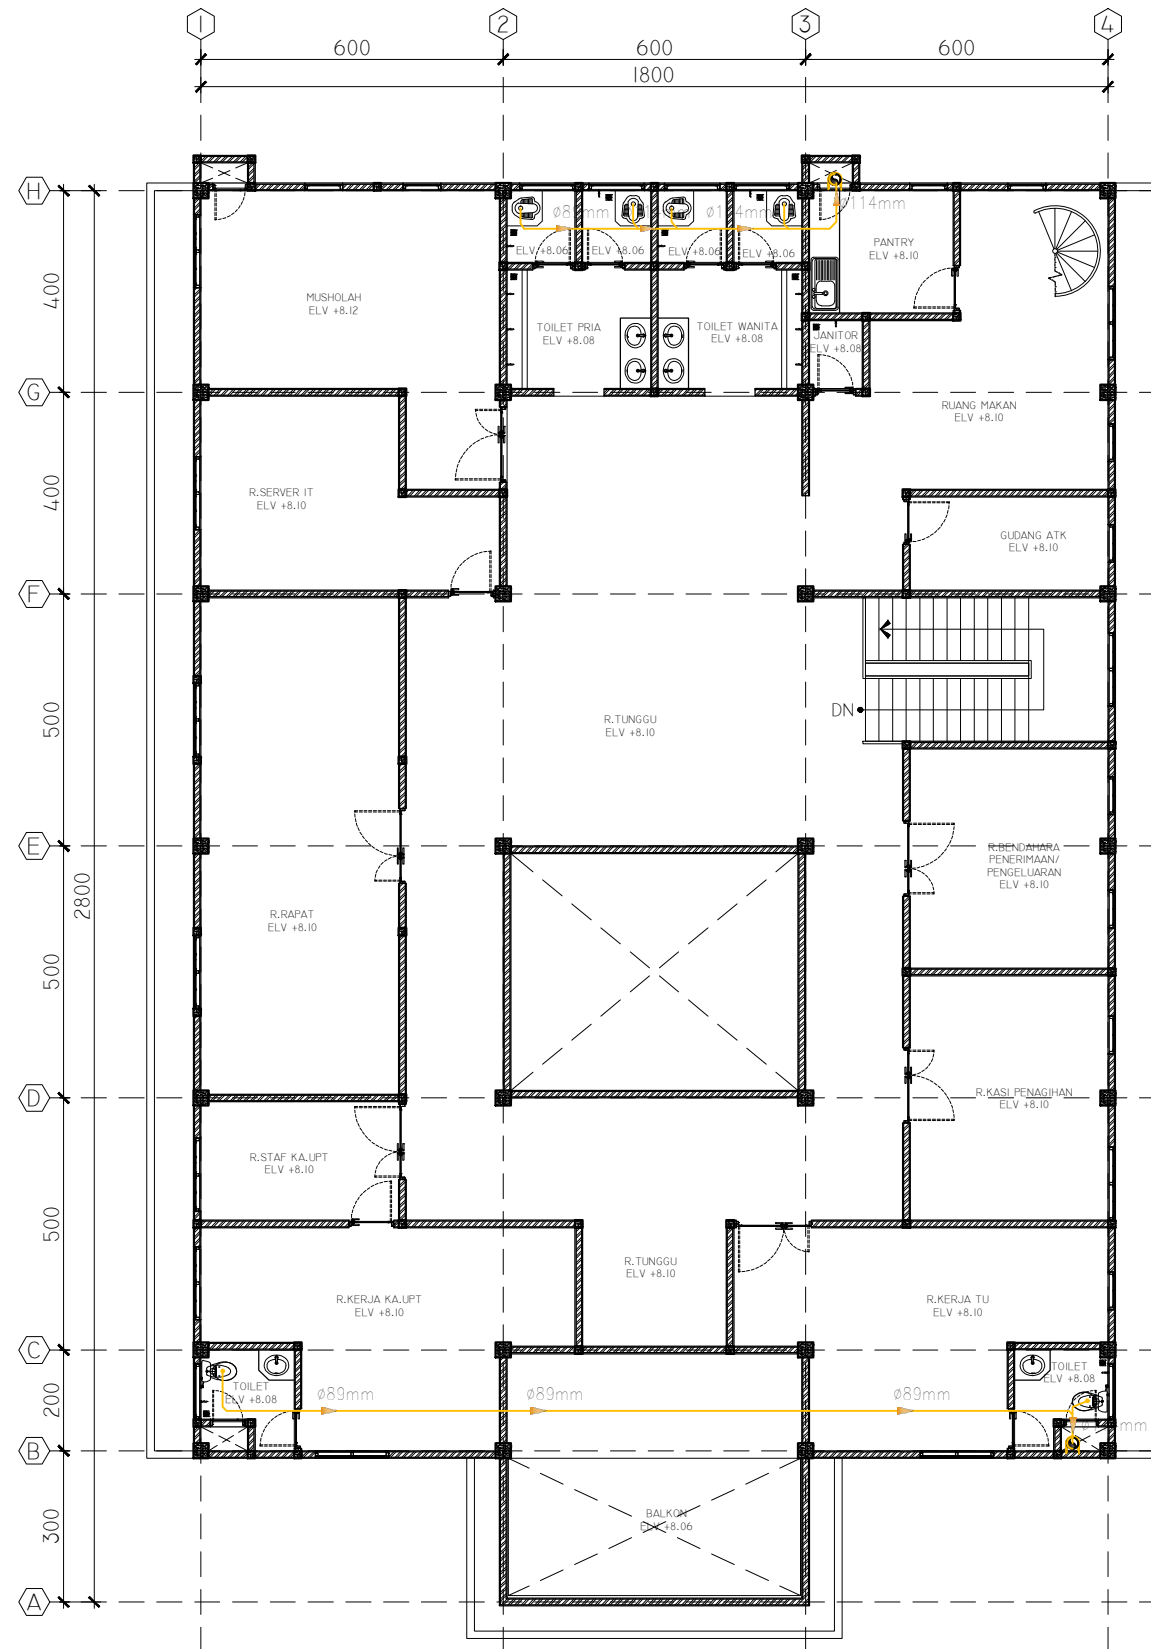 1
2
3
4
600
600
600
1800
H
Ø89mm
Ø114mm
Ø114mm
ELV +8.06
ELV +8.06
ELV +8.06
ELV +8.06
PANTRY
ELV +8.10
400
MUSHOLAH
ELV +8.12
TOILET PRIA
ELV +8.08
TOILET WANITA
ELV +8.08
JANITOR
ELV +8.08
G
RUANG MAKAN
ELV +8.10
400
R.SERVER IT
ELV +8.10
GUDANG ATK
ELV +8.10
F
500
R.TUNGGU
ELV +8.10
DN
E
2800
R.BENDAHARA
PENERIMAAN/
PENGELUARAN
ELV +8.10
R.RAPAT
ELV +8.10
500
D
R.KASI PENAGIHAN
ELV +8.10
R.STAF KA.UPT
ELV +8.10
500
R.TUNGGU
ELV +8.10
R.KERJA KA.UPT
ELV +8.10
R.KERJA TU
ELV +8.10
C
TOILET
ELV +8.08
TOILET
ELV +8.08
200
Ø89mm
Ø89mm
Ø89mm
B
BALKON
ELV +8.06
300
A